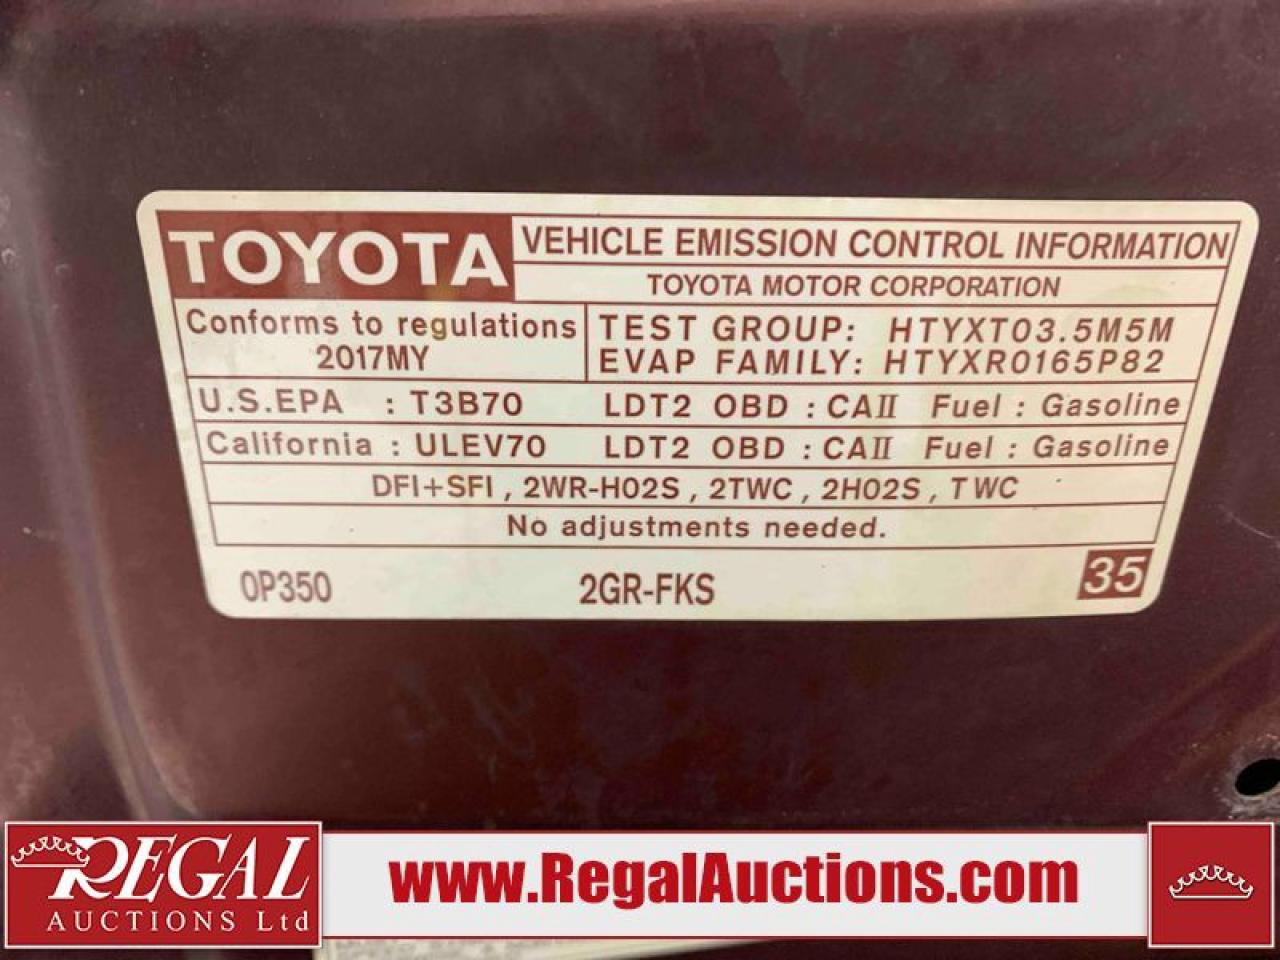 TOYOTA
VEHICLE EMISSION CONTROL INFORMATION
TOYOTA MOTOR CORPORATION
Conforms to regulations
2017MY
TEST GROUP: HTYXT03.5M5M
EVAP FAMILY: HTYXR0165P82
U.S.EPA : T3B70 LDT2 OBD : CAII Fuel : Gasoline
California : ULEV70 LDT2 OBD : CAII Fuel : Gasoline
DFI+SFI , 2WR-HO2S , 2TWC , 2HO2S , TWC
No adjustments needed.
0P350 2GR-FKS 35
REGAL
AUCTIONS Ltd
www.RegalAuctions.com